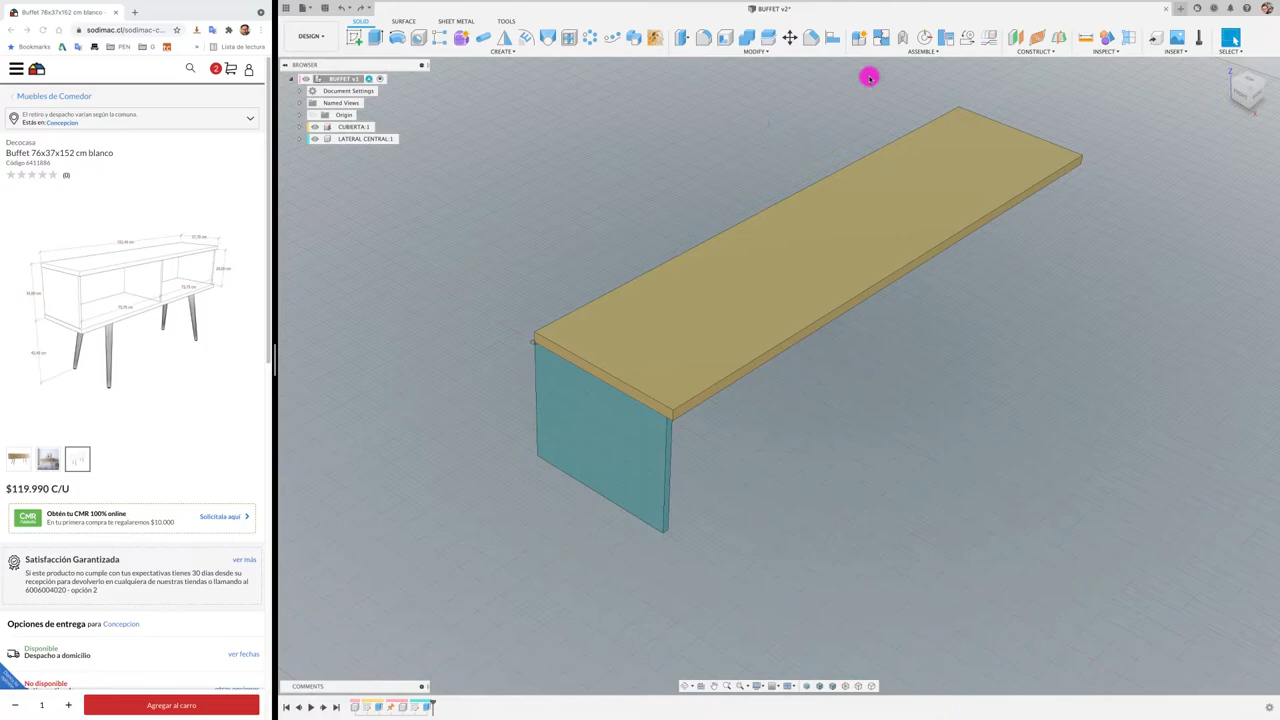 Buffet 76x37x152 cm blanco
sodimac.cl/sodimac-c...
Bookmarks
PEN
G
Lista de lectura
2
Muebles de Comedor
El retiro y despacho varían según la comuna.
Estás en: Concepcion
Decocasa
Buffet 76x37x152 cm blanco
Código 6411886
(0)
$119.990 C/U
CMR
Obtén tu CMR 100% online
En tu primera compra te regalaremos $10.000
Solicítala aquí
Satisfacción Garantizada
ver más
Si este producto no cumple con tus expectativas tienes 30 días desde su
recepción para devolverlo en cualquiera de nuestras tiendas o llamando al
6006004020 - opción 2
Opciones de entrega para Concepcion
Disponible
Despacho a domicilio
ver fechas
No disponible
1
Agregar al carro
BUFFET v2*
SOLID
SURFACE
SHEET METAL
TOOLS
DESIGN
CREATE
MODIFY
ASSEMBLE
CONSTRUCT
INSPECT
INSERT
SELECT
BROWSER
BUFFET v1
Document Settings
Named Views
Origin
CUBIERTA:1
LATERAL CENTRAL:1
Z
X
COMMENTS